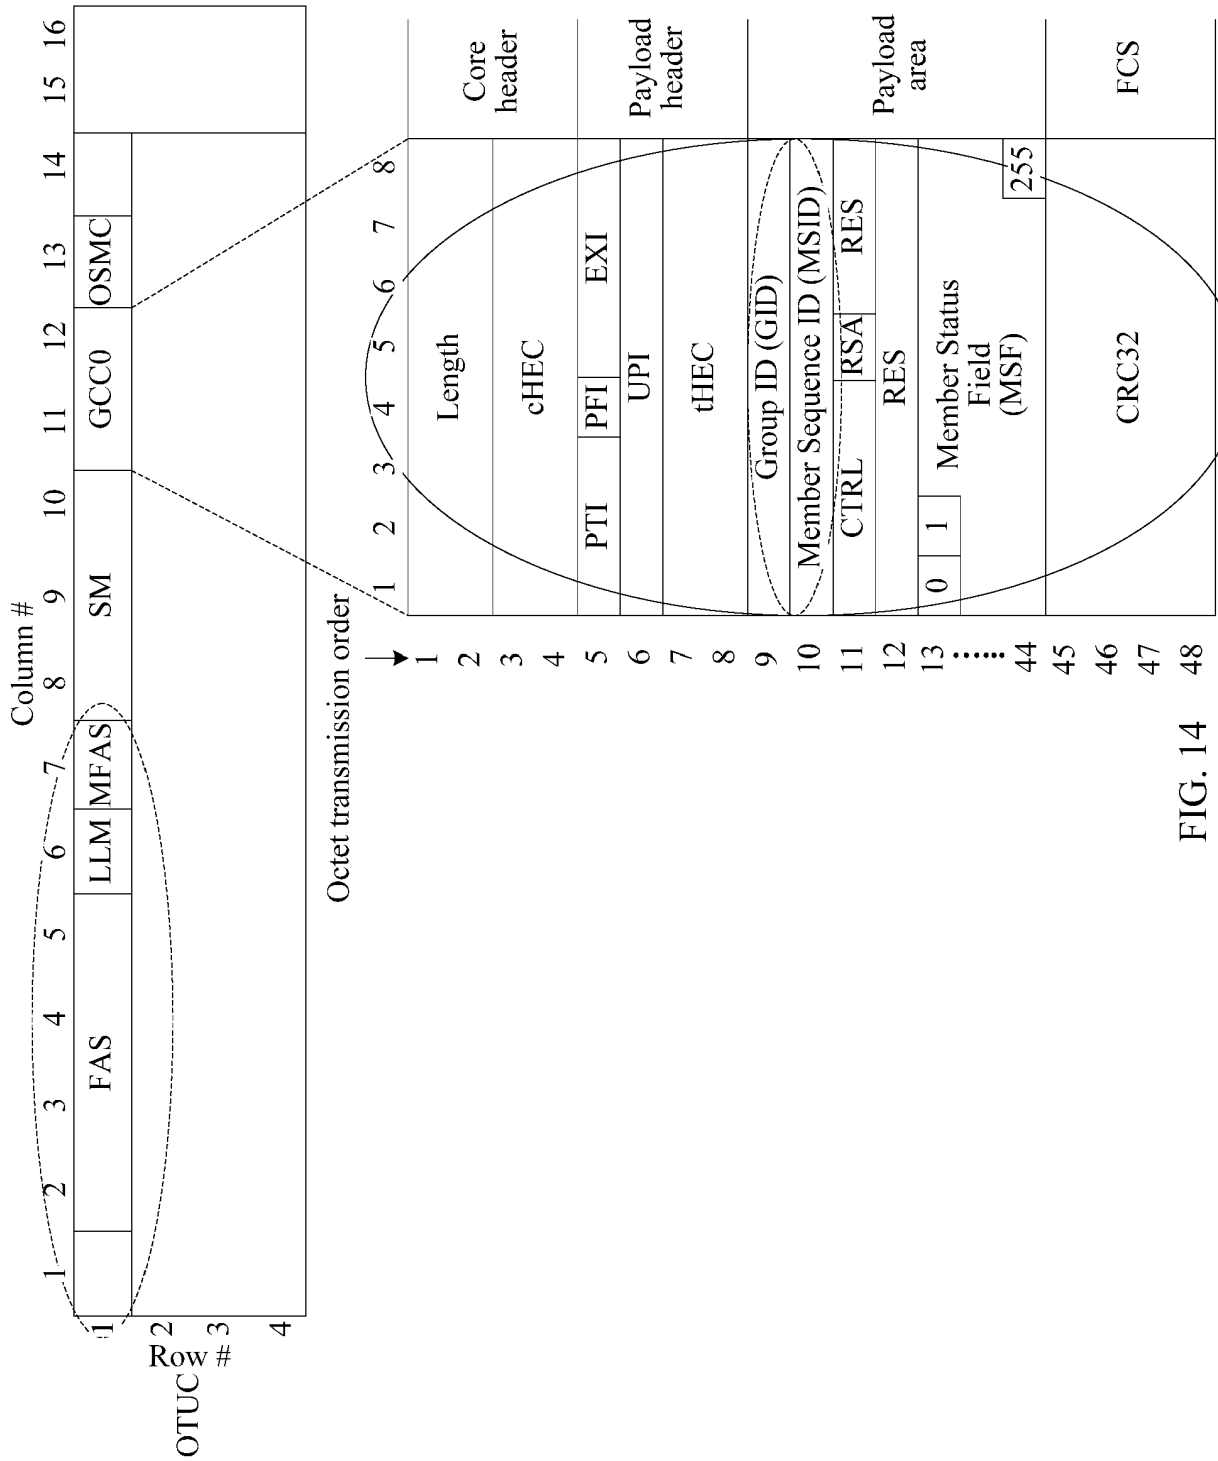 Column #
1 2 3 4 5 6 7 8 9 10 11 12 13 14 15 16
1 FAS LLM MFAS SM GCC0 OSMC
2
3
4
Row #
OTUC
Octet transmission order
1 2 3 4 5 6 7 8
1
2
Length
3
4
cHEC
Core
header
5
PTI PFI EXI
6
UPI
7
8
tHEC
Payload
header
9
Group ID (GID)
10
Member Sequence ID (MSID)
11
CTRL RSA RES
12
RES
13
0 1
......
Member Status
Field
(MSF)
44
255
Payload
area
45
46
47
48
CRC32
FCS
FIG. 14